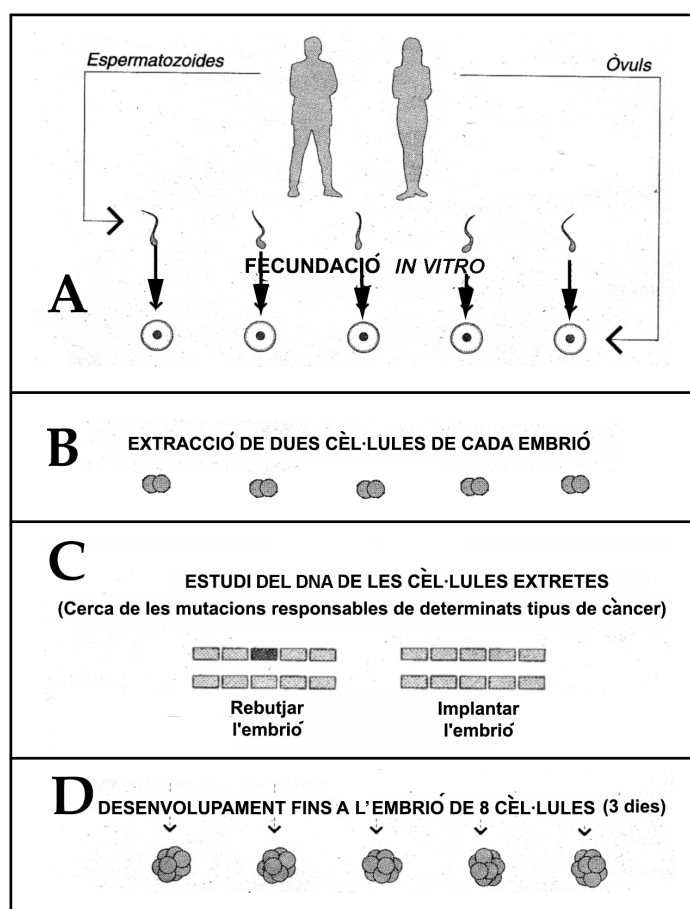 Espermatozoides
Òvuls
FECUNDACIÓ IN VITRO
A
B
EXTRACCIÓ DE DUES CÈL·LULES DE CADA EMBRIÓ
C
ESTUDI DEL DNA DE LES CÈL·LULES EXTRETES
(Cerca de les mutacions responsables de determinats tipus de càncer)
Rebutjar
l'embrió
Implantar
l'embrió
D
DESENVOLUPAMENT FINS A L'EMBRIÓ DE 8 CÈL·LULES (3 dies)